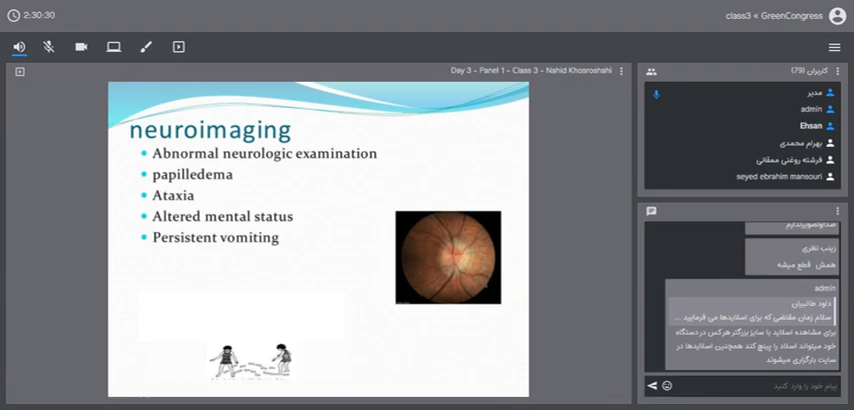 2:30:30
class3 « GreenCongress
Day 3 - Panel 1 - Class 3 - Nahid Khosroshahi
neuroimaging
Abnormal neurologic examination
papilledema
Ataxia
Altered mental status
Persistent vomiting
کاربران (79)
مدیر
admin
Ehsan
بهرام محمدی
فرشته روغنی ممقانی
seyed ebrahim mansouri
صداوتصویرندارم
زینب نظری
همش قطع میشه
admin
داود طالبیان
سلام زمان مقتضی که برای اسلایدها می فرمایید ...
برای مشاهده اسلاید با سایز بزرگتر هرکس در دستگاه
خود میتواند اسلاد را پینچ کند همچنین اسلایدها در
سایت بارگزاری میشوند
پیام خود را وارد کنید